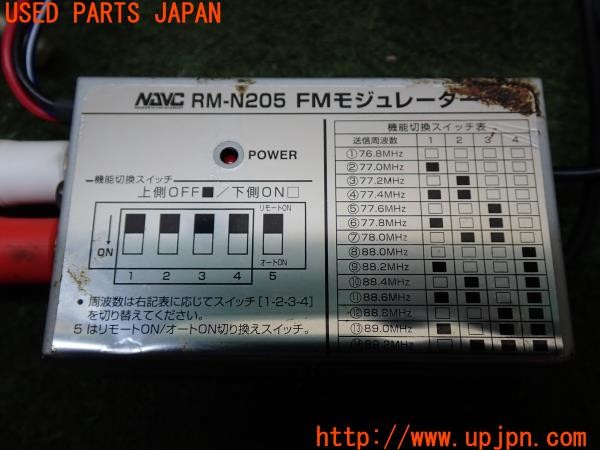 USED PARTS JAPAN
NAVC RM-N205 FMモジュレーター
POWER
機能切換スイッチ
上側OFF■/下側ON□
リモートON
ON
1 2 3 4 5
オートON
● 周波数は右記表に応じてスイッチ[1-2-3-4]
を切り替えてください。
5 はリモートON/オートON切り換えスイッチ。
機能切換スイッチ表
送信周波数 1 2 3 4
①76.8MHz □ □ □ □
②77.0MHz ■ □ □ □
③77.2MHz □ ■ □ □
④77.4MHz ■ ■ □ □
⑤77.6MHz □ □ ■ □
⑥77.8MHz ■ □ ■ □
⑦78.0MHz □ ■ ■ □
⑧88.0MHz □ □ □ ■
⑨88.2MHz ■ □ □ ■
⑩88.4MHz □ ■ □ ■
⑪88.6MHz ■ ■ □ ■
⑫88.8MHz □ □ ■ ■
⑬89.0MHz ■ □ ■ ■
⑭89.2MHz □ ■ ■ ■
http://www.upjpn.com/